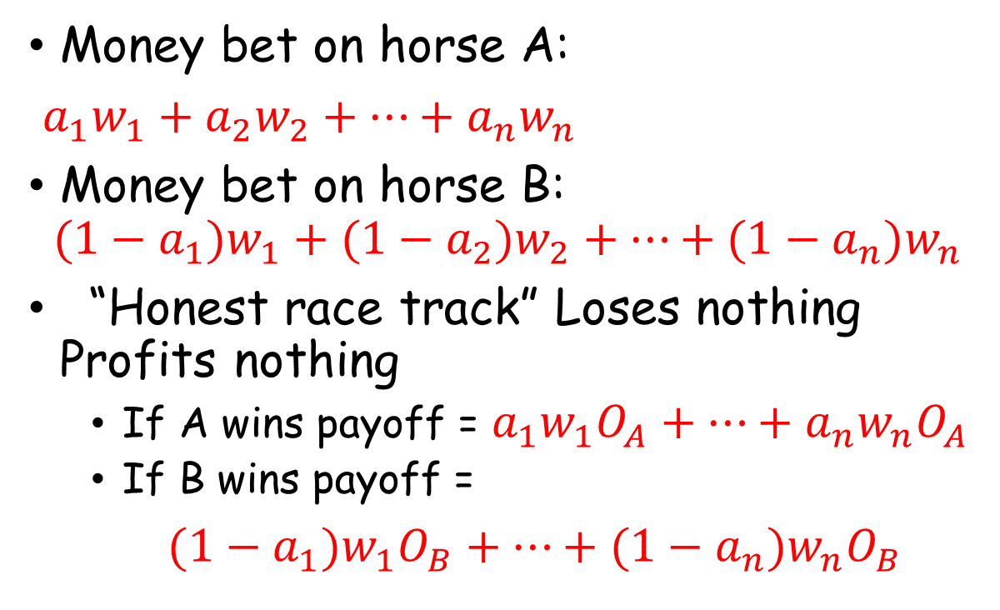 • Money bet on horse A:
a₁w₁ + a₂w₂ + ⋯ + aₙwₙ
• Money bet on horse B:
(1 − a₁)w₁ + (1 − a₂)w₂ + ⋯ + (1 − aₙ)wₙ
• “Honest race track” Loses nothing
Profits nothing
• If A wins payoff = a₁w₁O_A + ⋯ + aₙwₙO_A
• If B wins payoff =
(1 − a₁)w₁O_B + ⋯ + (1 − aₙ)wₙO_B